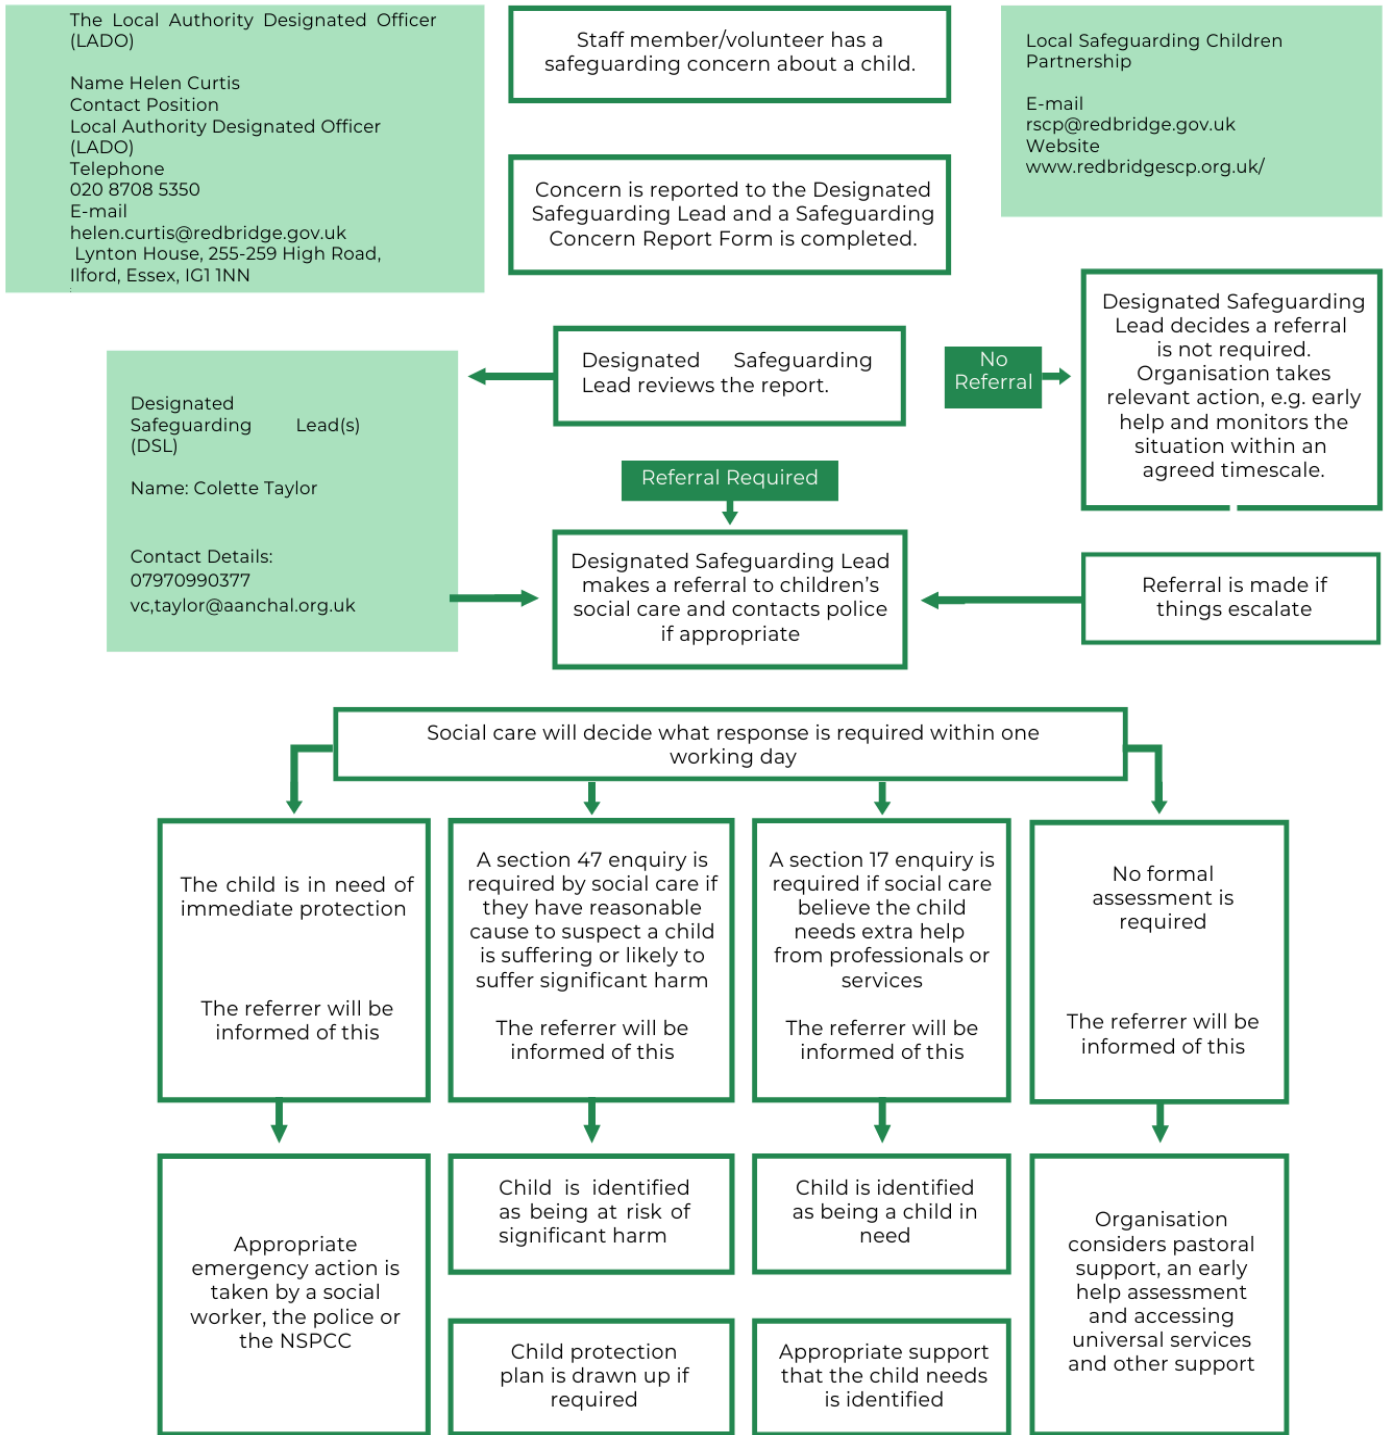 The Local Authority Designated Officer
(LADO)
Name Helen Curtis
Contact Position
Local Authority Designated Officer
(LADO)
Telephone
020 8708 5350
E-mail
helen.curtis@redbridge.gov.uk
Lynton House, 255-259 High Road,
Ilford, Essex, IG1 1NN
Staff member/volunteer has a
safeguarding concern about a child.
Local Safeguarding Children
Partnership
E-mail
rscp@redbridge.gov.uk
Website
www.redbridgescp.org.uk/
Concern is reported to the Designated
Safeguarding Lead and a Safeguarding
Concern Report Form is completed.
Designated Safeguarding
Lead reviews the report.
No
Referral
Designated Safeguarding
Lead decides a referral
is not required.
Organisation takes
relevant action, e.g. early
help and monitors the
situation within an
agreed timescale.
Designated
Safeguarding Lead(s)
(DSL)
Name: Colette Taylor
Contact Details:
07970990377
vc,taylor@aanchal.org.uk
Referral Required
Designated Safeguarding Lead
makes a referral to children’s
social care and contacts police
if appropriate
Referral is made if
things escalate
Social care will decide what response is required within one
working day
The child is in need of
immediate protection
The referrer will be
informed of this
A section 47 enquiry is
required by social care if
they have reasonable
cause to suspect a child
is suffering or likely to
suffer significant harm
The referrer will be
informed of this
A section 17 enquiry is
required if social care
believe the child
needs extra help
from professionals or
services
The referrer will be
informed of this
No formal
assessment is
required
The referrer will be
informed of this
Appropriate
emergency action is
taken by a social
worker, the police or
the NSPCC
Child is identified
as being at risk of
significant harm
Child protection
plan is drawn up if
required
Child is identified
as being a child in
need
Appropriate support
that the child needs
is identified
Organisation
considers pastoral
support, an early
help assessment
and accessing
universal services
and other support